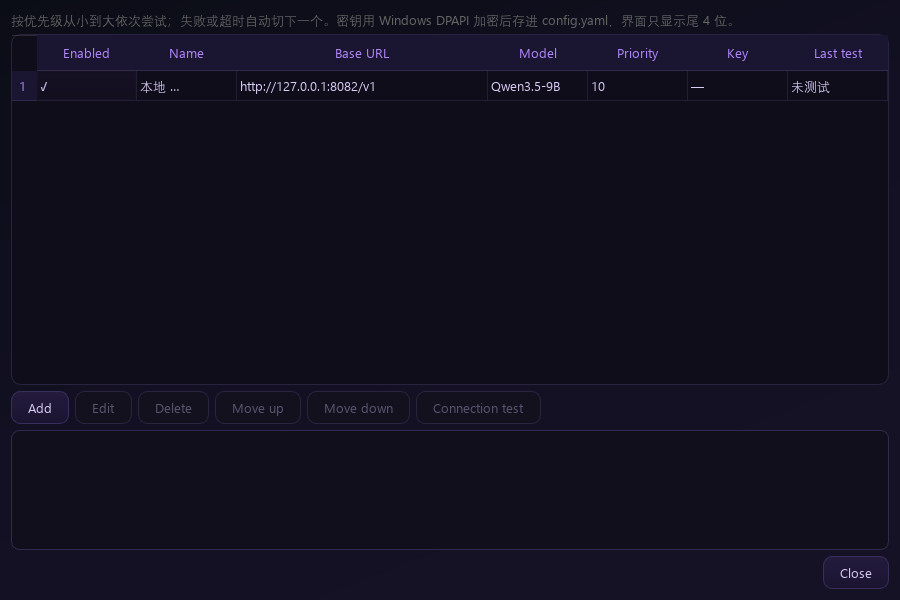 按优先级从小到大依次尝试；失败或超时自动切下一个。密钥用 Windows DPAPI 加密后存进 config.yaml，界面只显示尾 4 位。
Enabled Name Base URL Model Priority Key Last test
1 ✓ 本地 ... http://127.0.0.1:8082/v1 Qwen3.5-9B 10 — 未测试
Add Edit Delete Move up Move down Connection test
Close